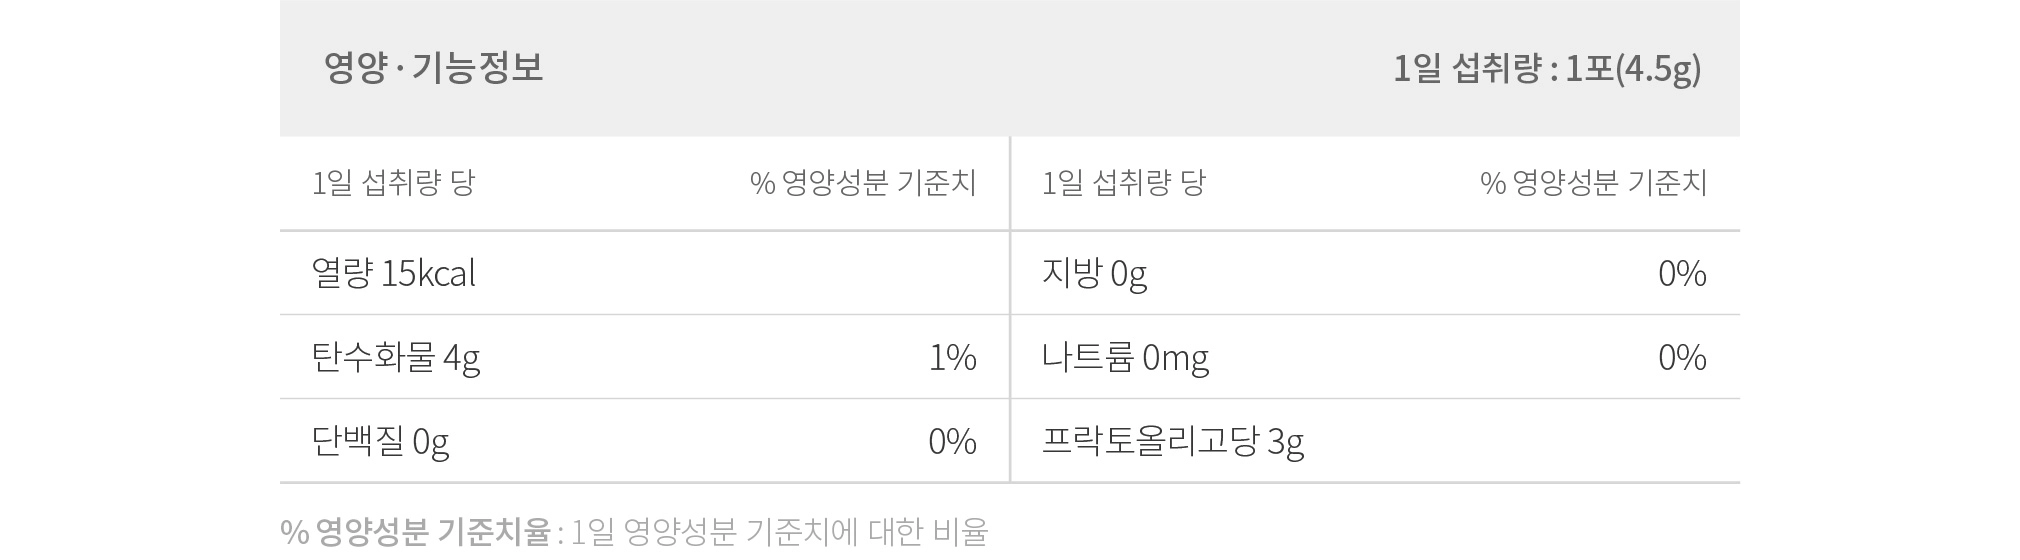 영양 · 기능정보 1일 섭취량 : 1포(4.5g)
1일 섭취량 당 % 영양성분 기준치 1일 섭취량 당 % 영양성분 기준치
열량 15kcal 지방 0g 0%
탄수화물 4g 1% 나트륨 0mg 0%
단백질 0g 0% 프락토올리고당 3g
% 영양성분 기준치율 : 1일 영양성분 기준치에 대한 비율